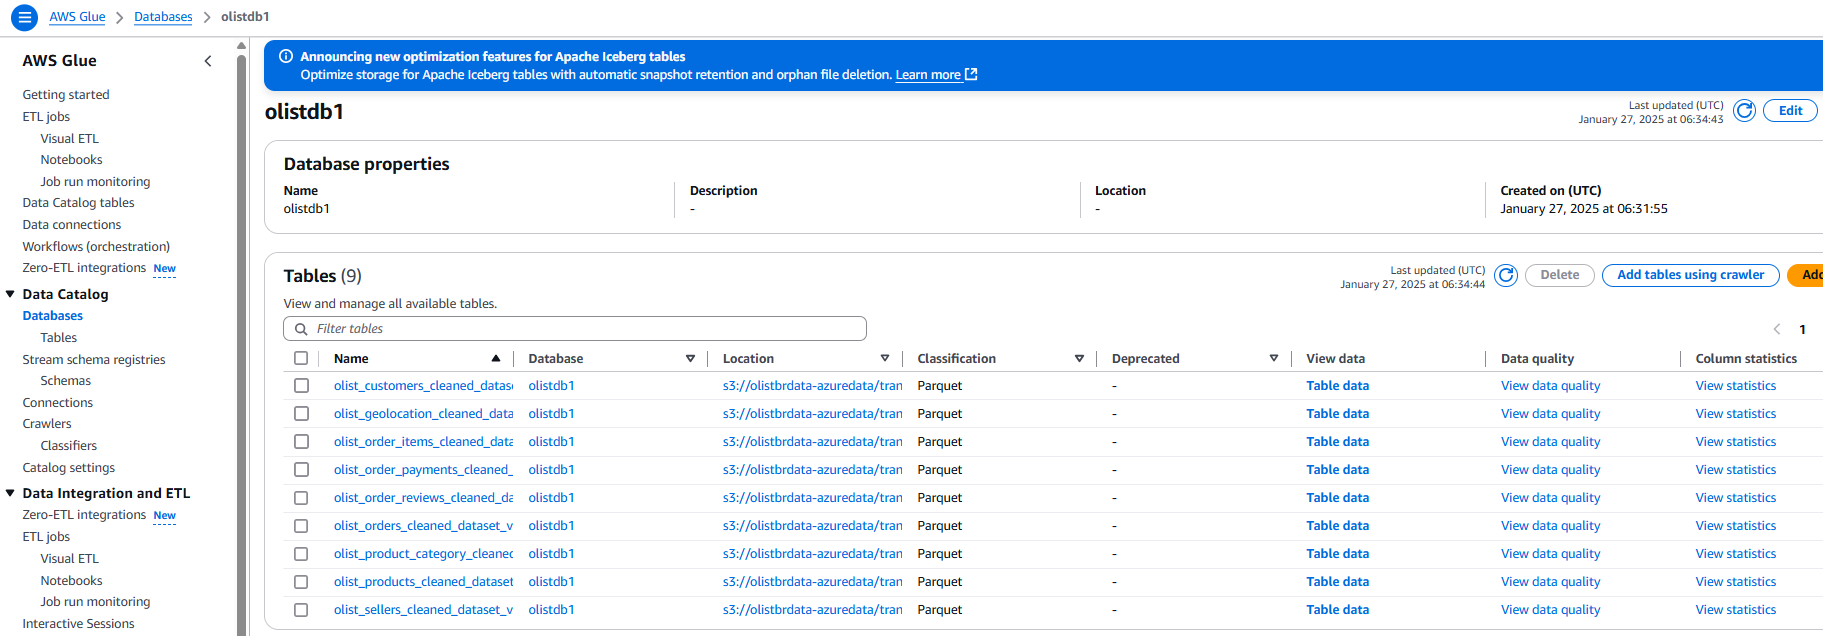 AWS Glue > Databases > olistdb1
AWS Glue
Getting started
ETL jobs
Visual ETL
Notebooks
Job run monitoring
Data Catalog tables
Data connections
Workflows (orchestration)
Zero-ETL integrations New
Data Catalog
Databases
Tables
Stream schema registries
Schemas
Connections
Crawlers
Classifiers
Catalog settings
Data Integration and ETL
Zero-ETL integrations New
ETL jobs
Visual ETL
Notebooks
Job run monitoring
Interactive Sessions
Announcing new optimization features for Apache Iceberg tables
Optimize storage for Apache Iceberg tables with automatic snapshot retention and orphan file deletion. Learn more
olistdb1
Last updated (UTC)
January 27, 2025 at 06:34:43
Edit
Database properties
Name
olistdb1
Description
-
Location
-
Created on (UTC)
January 27, 2025 at 06:31:55
Tables (9)
Last updated (UTC)
January 27, 2025 at 06:34:44
Delete
Add tables using crawler
Add
View and manage all available tables.
Filter tables
< 1
Name Database Location Classification Deprecated View data Data quality Column statistics
olist_customers_cleaned_datas olistdb1 s3://olistbrdata-azuredata/tran Parquet - Table data View data quality View statistics
olist_geolocation_cleaned_data olistdb1 s3://olistbrdata-azuredata/tran Parquet - Table data View data quality View statistics
olist_order_items_cleaned_data olistdb1 s3://olistbrdata-azuredata/tran Parquet - Table data View data quality View statistics
olist_order_payments_cleaned_ olistdb1 s3://olistbrdata-azuredata/tran Parquet - Table data View data quality View statistics
olist_order_reviews_cleaned_da olistdb1 s3://olistbrdata-azuredata/tran Parquet - Table data View data quality View statistics
olist_orders_cleaned_dataset_v olistdb1 s3://olistbrdata-azuredata/tran Parquet - Table data View data quality View statistics
olist_product_category_cleaned olistdb1 s3://olistbrdata-azuredata/tran Parquet - Table data View data quality View statistics
olist_products_cleaned_dataset olistdb1 s3://olistbrdata-azuredata/tran Parquet - Table data View data quality View statistics
olist_sellers_cleaned_dataset_v olistdb1 s3://olistbrdata-azuredata/tran Parquet - Table data View data quality View statistics